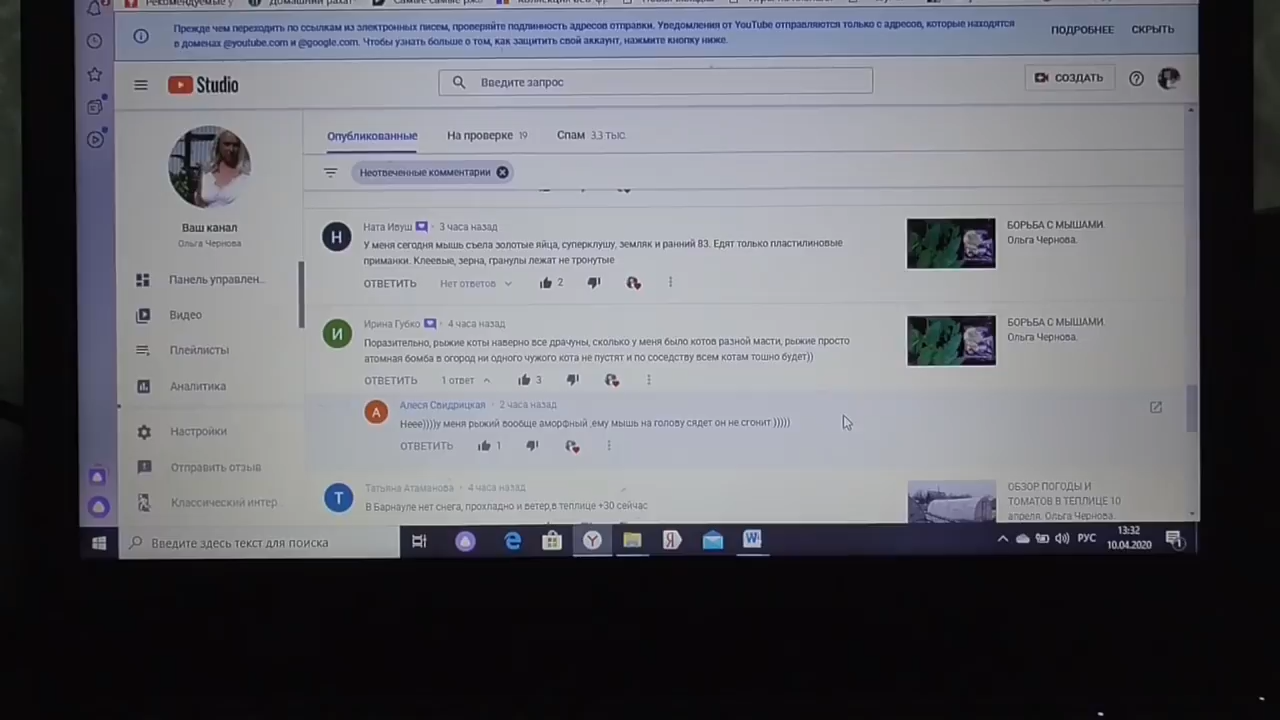 Прежде чем переходить по ссылкам из электронных писем, проверяйте подлинность адресов отправки. Уведомления от YouTube отправляются только с адресов, которые находятся
в доменах @youtube.com и @google.com. Чтобы узнать больше о том, как защитить свой аккаунт, нажмите кнопку ниже.
ПОДРОБНЕЕ
СКРЫТЬ
Studio
Введите запрос
СОЗДАТЬ
Опубликованные
На проверке 19
Спам 3,3 тыс.
Неотвеченные комментарии
Ваш канал
Ольга Чернова
Панель управлен...
Видео
Плейлисты
Аналитика
Настройки
Отправить отзыв
Классический интер
Н
Ната Ивуш · 3 часа назад
У меня сегодня мышь съела золотые яйца, суперклушу, земляк и ранний 83. Едят только пластилиновые
приманки. Клеевые, зерна, гранулы лежат не тронутые
ОТВЕТИТЬ Нет ответов 2
БОРЬБА С МЫШАМИ.
Ольга Чернова.
И
Ирина Губко · 4 часа назад
Поразительно, рыжие коты наверно все драчуны, сколько у меня было котов разной масти, рыжие просто
атомная бомба в огород ни одного чужого кота не пустят и по соседству всем котам тошно будет))
ОТВЕТИТЬ 1 ответ 3
БОРЬБА С МЫШАМИ.
Ольга Чернова.
А
Алеся Свидрицкая · 2 часа назад
Неее))))у меня рыжий вообще аморфный ,ему мышь на голову сядет он не сгонит )))))
ОТВЕТИТЬ 1
Т
Татьяна Атаманова · 4 часа назад
В Барнауле нет снега, прохладно и ветер,в теплице +30 сейчас
ОБЗОР ПОГОДЫ И
ТОМАТОВ В ТЕПЛИЦЕ 10
апреля. Ольга Чернова.
Введите здесь текст для поиска
РУС
13:32
10.04.2020